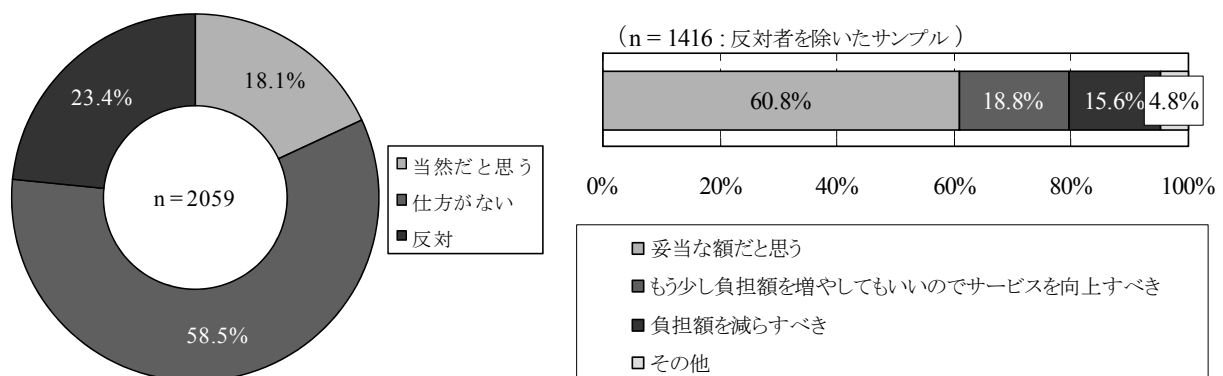 18.1%
23.4%
58.5%
n=2059
当然だと思う
仕方がない
反対
(n = 1416 : 反対者を除いたサンプル)
60.8% 18.8% 15.6% 4.8%
0% 20% 40% 60% 80% 100%
妥当な額だと思う
もう少し負担額を増やしてもいいのでサービスを向上すべき
負担額を減らすべき
その他